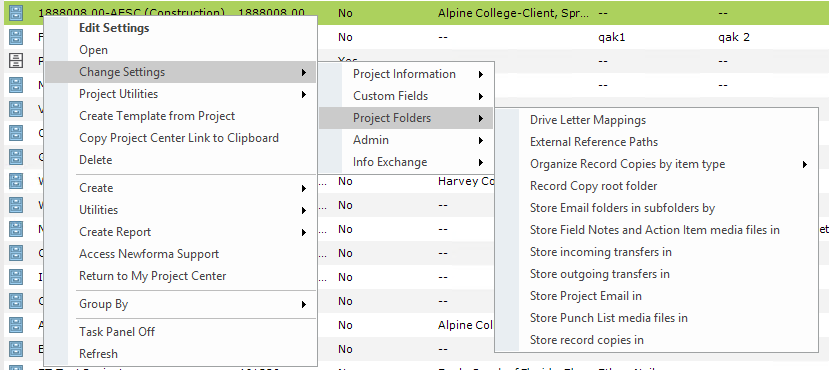 1888008.00-AESC (Construction) 1888008.00 No Alpine College-Client, Spr... -- --
Edit Settings
No -- qak1 qak 2
Open
Yes
Change Settings
Project Information
Project Utilities
Custom Fields
Create Template from Project
Project Folders
Drive Letter Mappings
Copy Project Center Link to Clipboard
Admin
External Reference Paths
Delete
Info Exchange
Organize Record Copies by item type
Create
... No Harvey Co
Record Copy root folder
Utilities
... No --
Store Email folders in subfolders by
Create Report
... No --
Store Field Notes and Action Item media files in
Access Newforma Support
No --
Store incoming transfers in
Return to My Project Center
... No --
Store outgoing transfers in
Group By
No --
Store Project Email in
Task Panel Off
No Alpine Col
Store Punch List media files in
Refresh
No --
Store record copies in